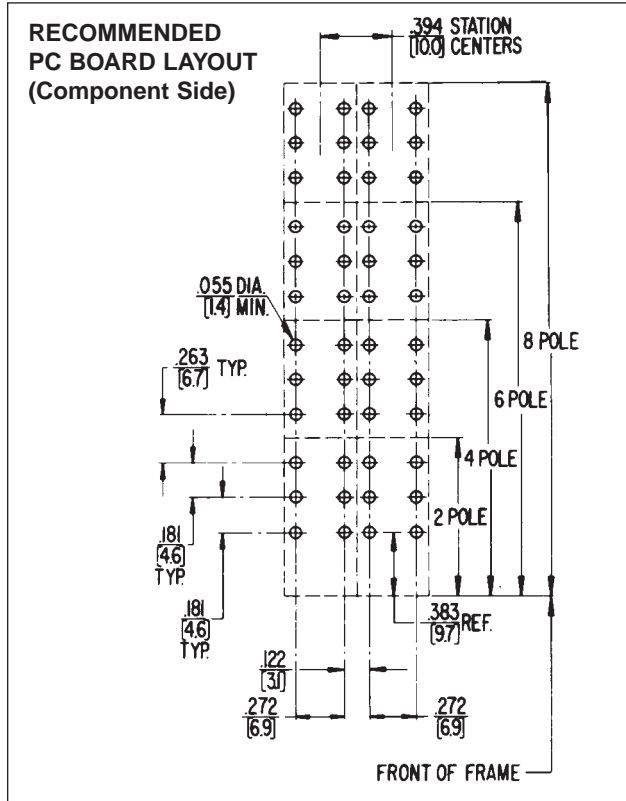 RECOMMENDED
PC BOARD LAYOUT
(Component Side)
.394 STATION
[10.0] CENTERS
.055 DIA.
[1.4] MIN.
8 POLE
.263 TYP.
[6.7]
6 POLE
4 POLE
2 POLE
.181
[4.6]
TYP.
.181
[4.6]
TYP.
.383 REF.
[9.7]
.122
[3.1]
.272
[6.9]
.272
[6.9]
FRONT OF FRAME